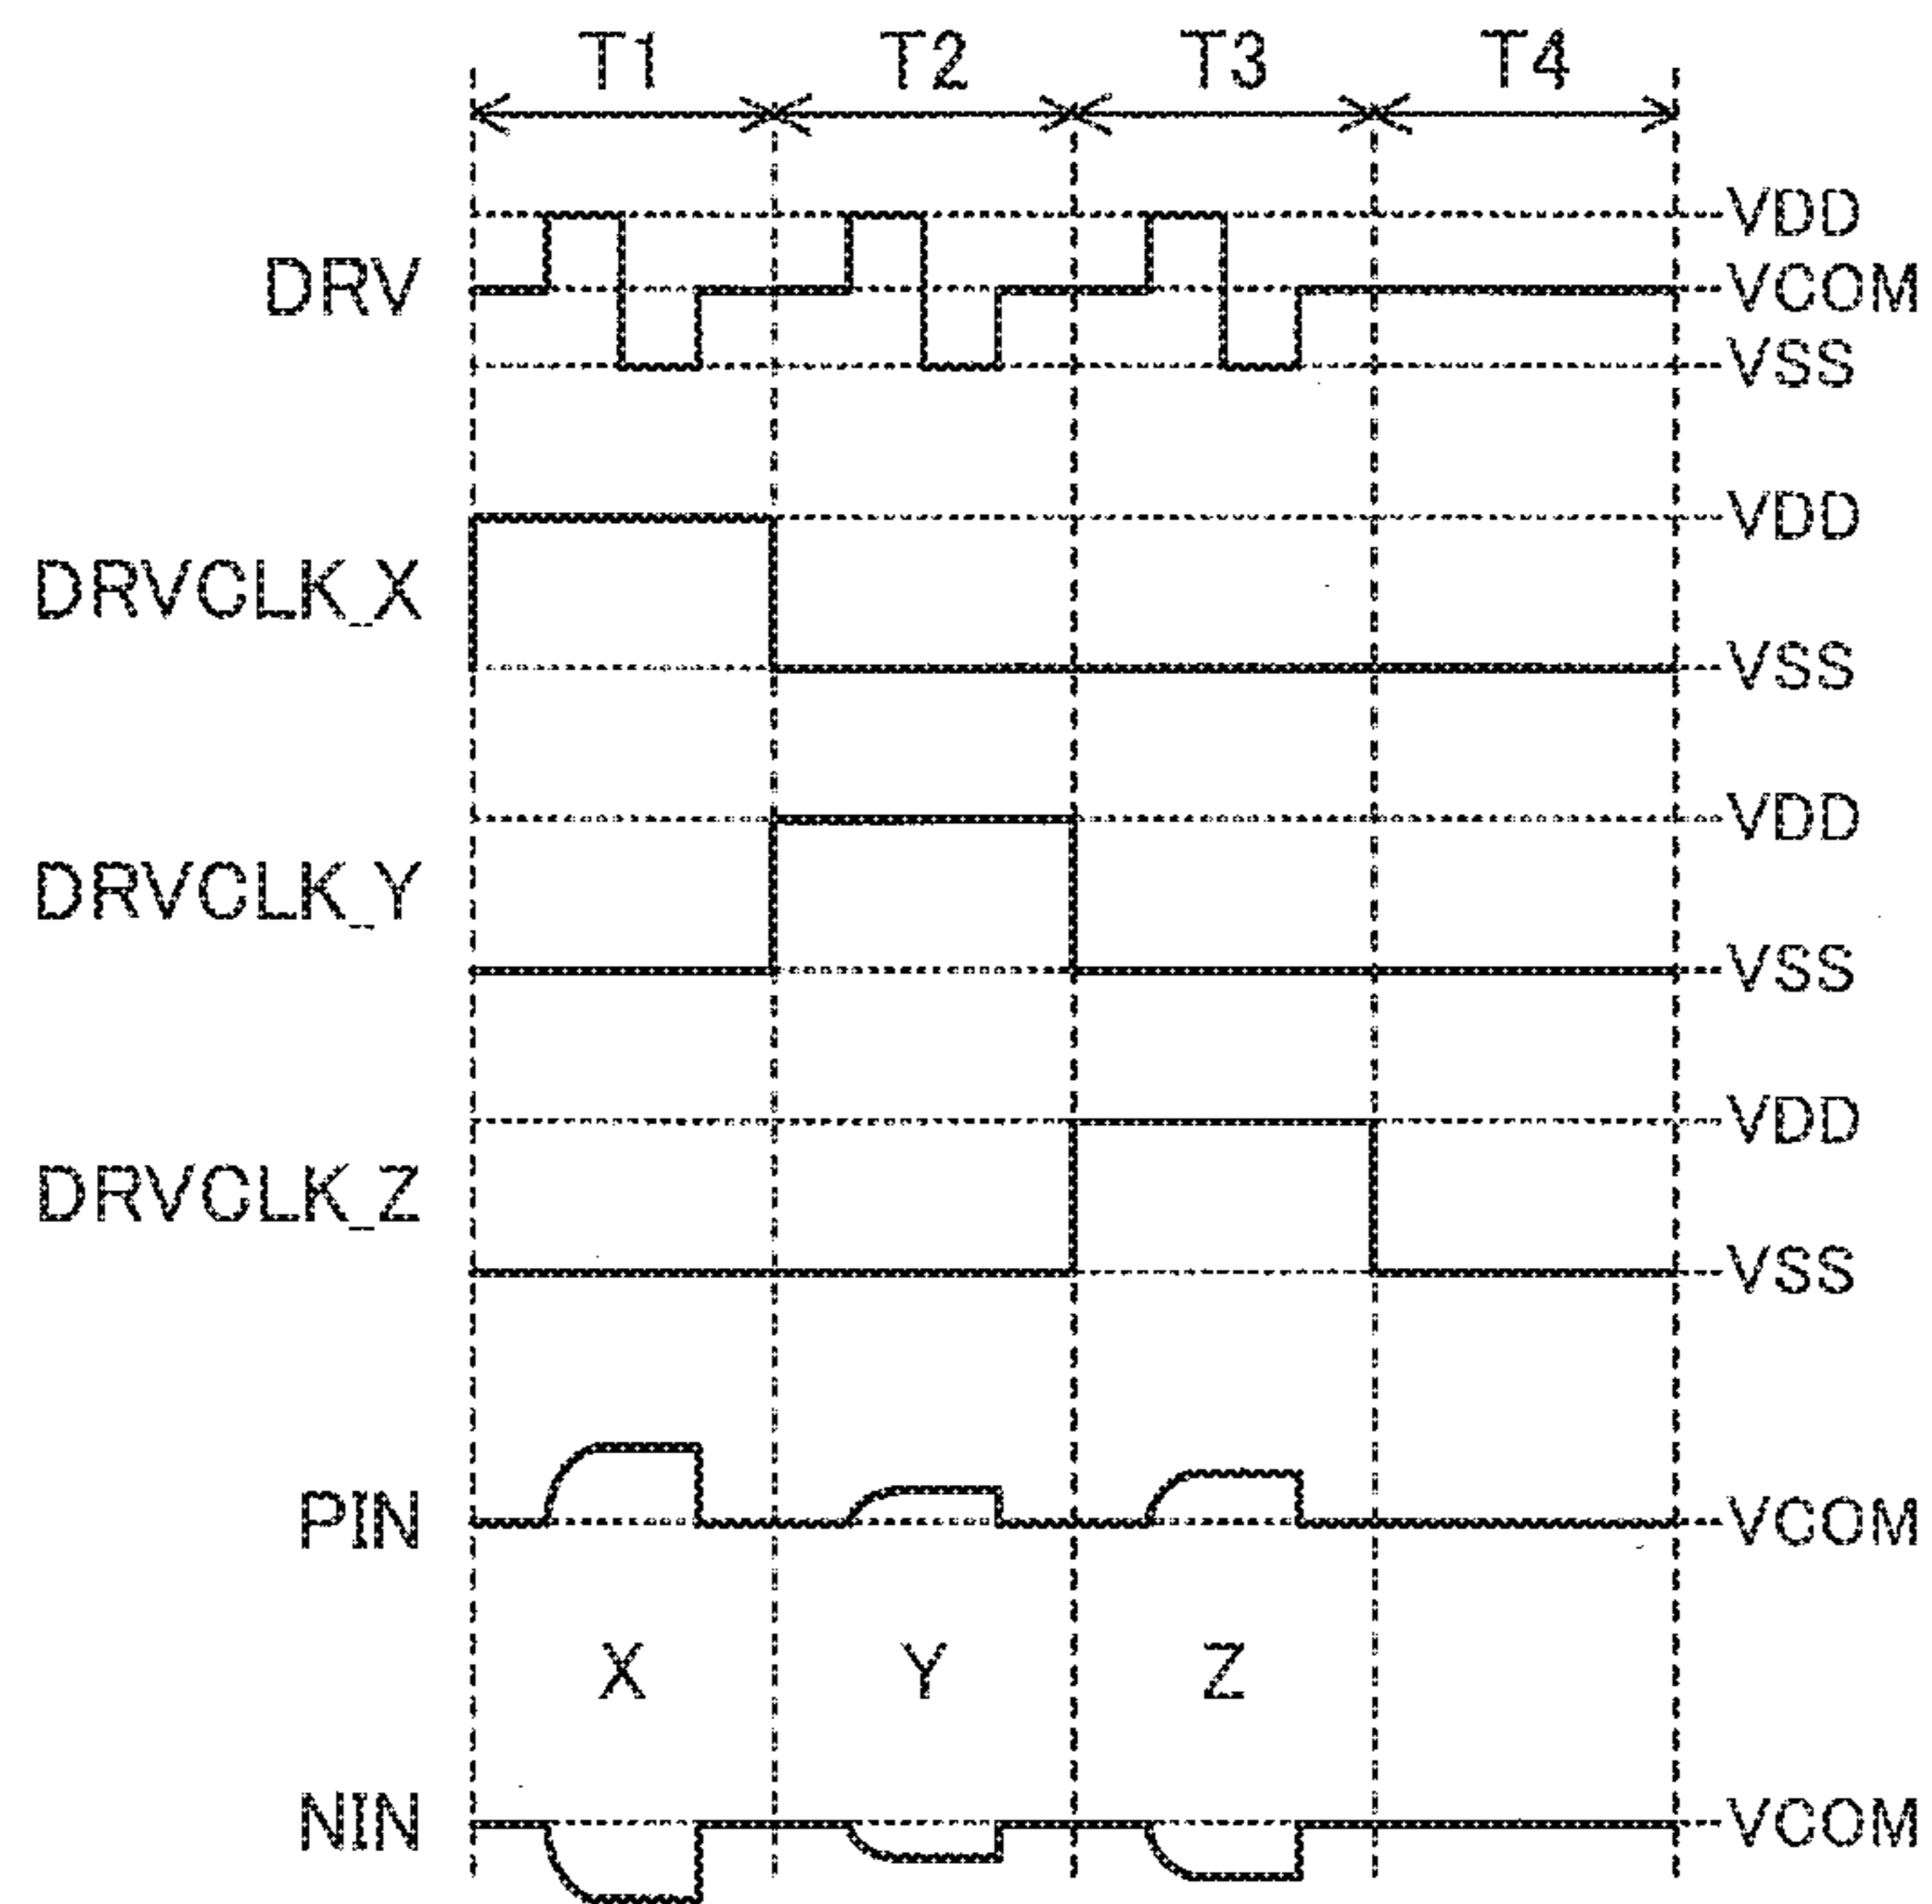 T1 T2 T3 T4
VDD
DRV VCOM
VSS
VDD
DRVCLK_X
VSS
VDD
DRVCLK_Y
VSS
VDD
DRVCLK_Z
VSS
PIN VCOM
X Y Z
NIN VCOM